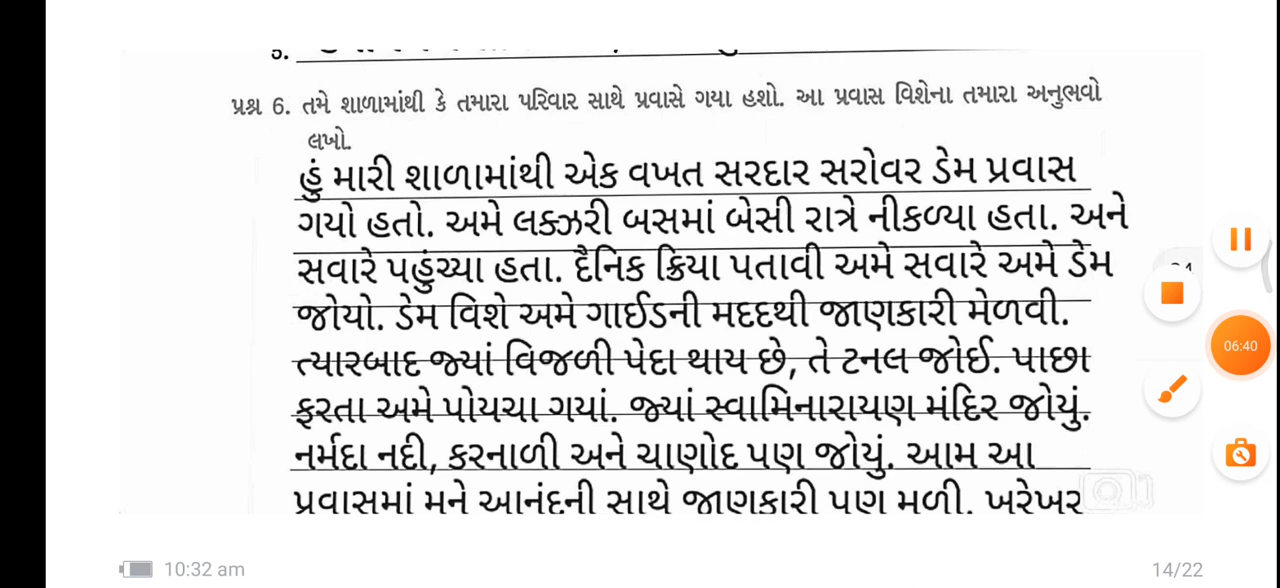 5.
પ્રશ્ન 6. તમે શાળામાંથી કે તમારા પરિવાર સાથે પ્રવાસે ગયા હશો. આ પ્રવાસ વિશેના તમારા અનુભવો
લખો.
હું મારી શાળામાંથી એક વખત સરદાર સરોવર ડેમ પ્રવાસ
ગયો હતો. અમે લક્ઝરી બસમાં બેસી રાત્રે નીકળ્યા હતા. અને
સવારે પહુંચ્યા હતા. દૈનિક ક્રિયા પતાવી અમે સવારે અમે ડેમ
જોયો. ડેમ વિશે અમે ગાઈડની મદદથી જાણકારી મેળવી.
ત્યારબાદ જ્યાં વિજળી પેદા થાય છે, તે ટનલ જોઈ. પાછા
ફરતા અમે પોયચા ગયાં. જ્યાં સ્વામિનારાયણ મંદિર જોયું.
નર્મદા નદી, કરનાળી અને ચાણોદ પણ જોયું. આમ આ
પ્રવાસમાં મને આનંદની સાથે જાણકારી પણ મળી. ખરેખર
06:40
10:32 am
14/22